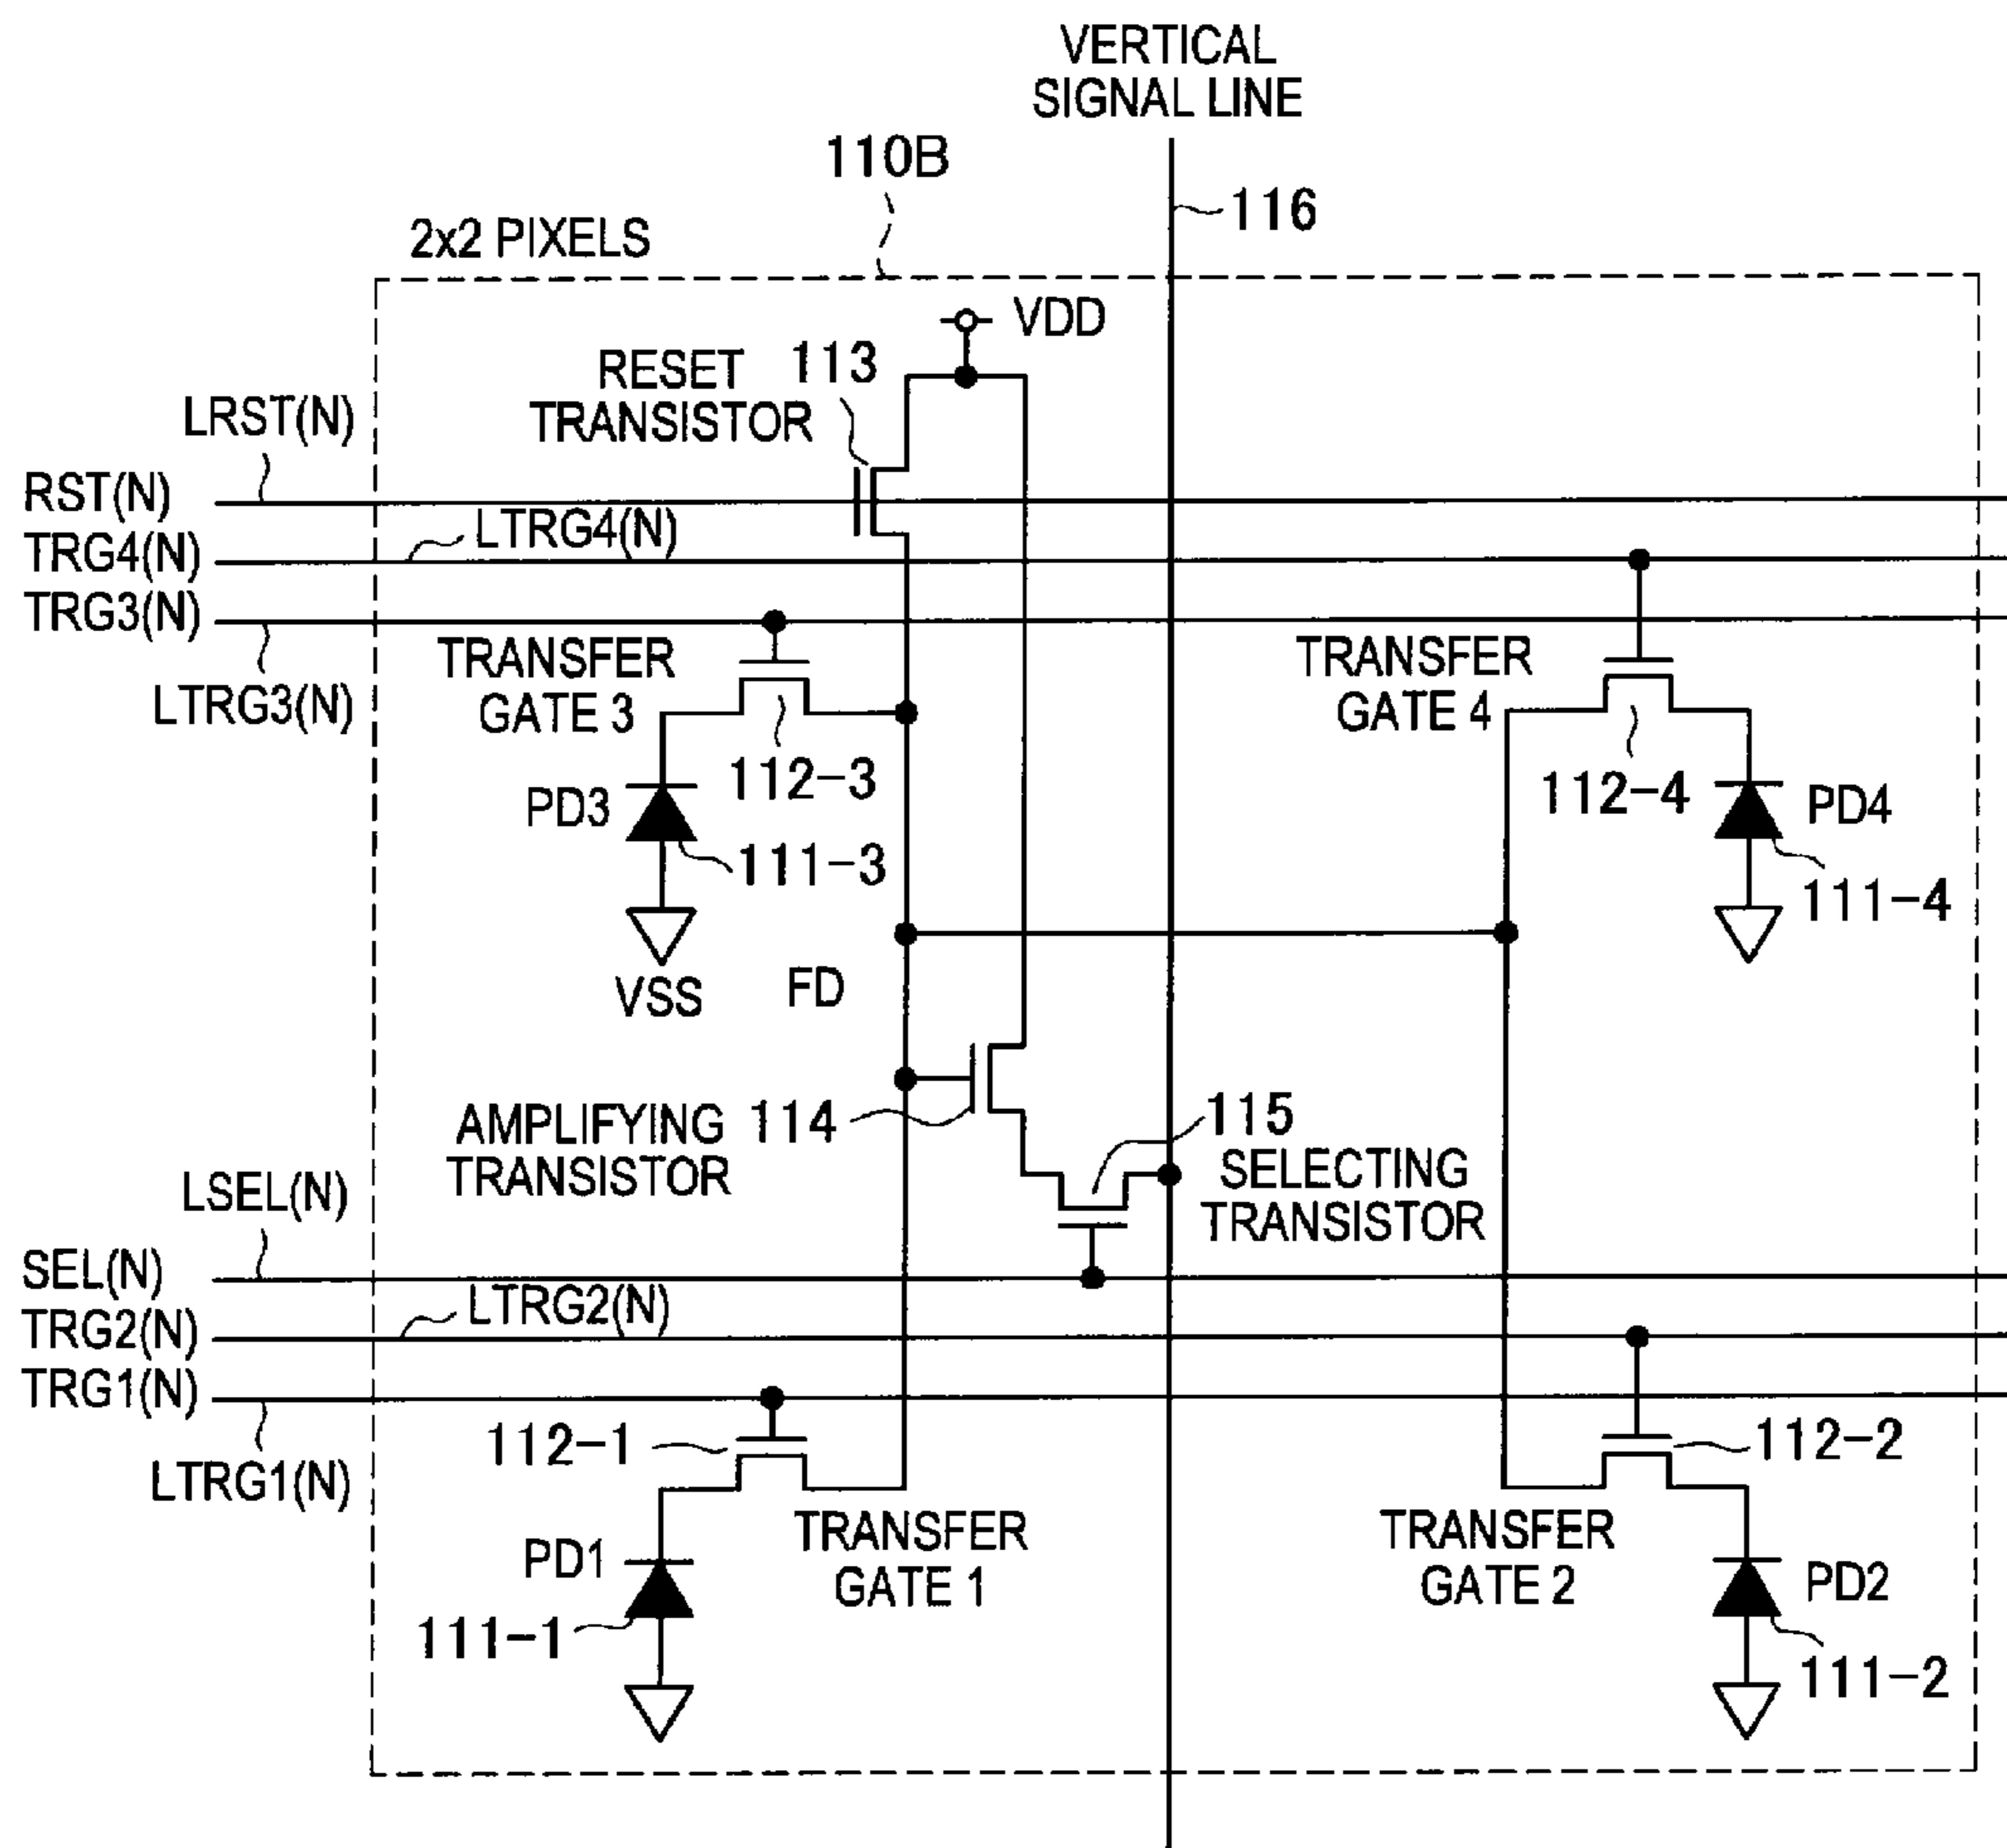 VERTICAL
SIGNAL LINE
110B
116
2x2 PIXELS
VDD
RESET
TRANSISTOR
113
LRST(N)
RST(N)
LTRG4(N)
TRG4(N)
TRG3(N)
LTRG3(N)
TRANSFER
GATE 3
TRANSFER
GATE 4
112-3
112-4
PD3
PD4
111-3
111-4
VSS
FD
AMPLIFYING
TRANSISTOR
114
115
SELECTING
TRANSISTOR
LSEL(N)
SEL(N)
LTRG2(N)
TRG2(N)
TRG1(N)
LTRG1(N)
112-1
112-2
TRANSFER
GATE 1
TRANSFER
GATE 2
PD1
PD2
111-1
111-2